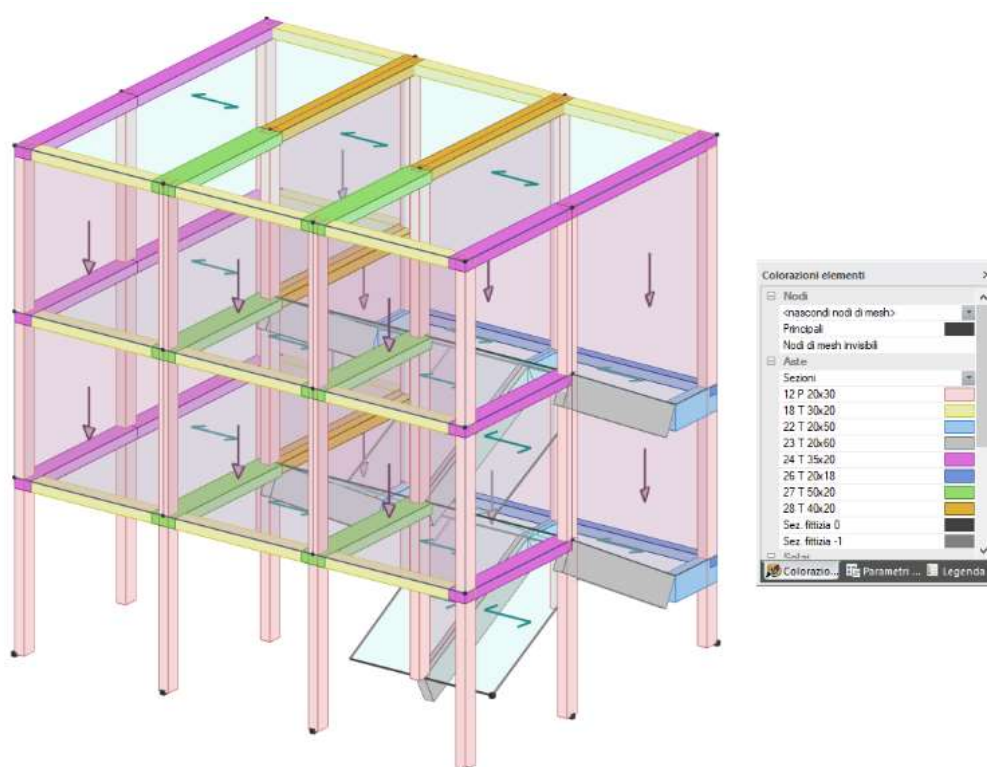 Colorazioni elementi
Nodi
<nascondi nodi di mesh>
Principali
Nodi di mesh invisibili
Aste
Sezioni
12 P 20x30
18 T 30x20
22 T 20x50
23 T 20x60
24 T 35x20
26 T 20x18
27 T 50x20
28 T 40x20
Sez. fittizia 0
Sez. fittizia -1
Solai
Colorazio... Parametri ... Legenda